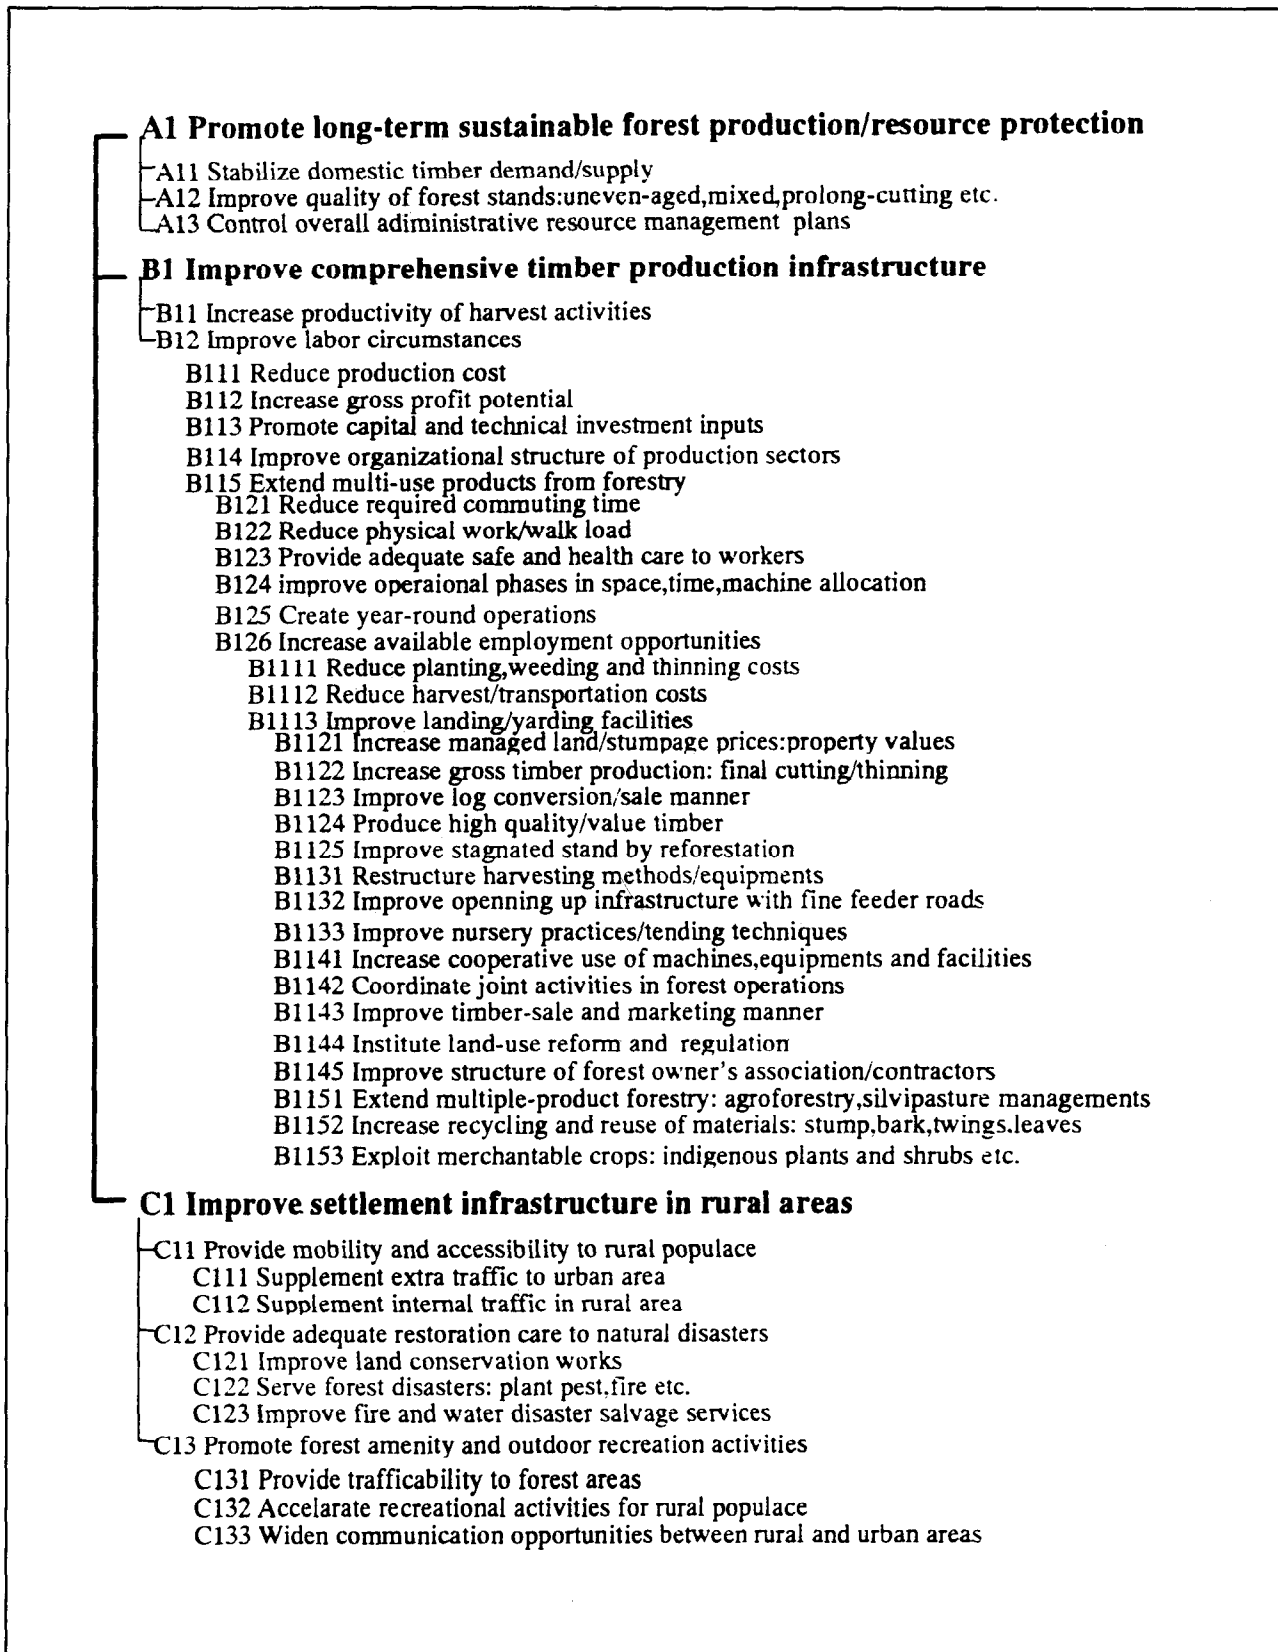 A1 Promote long-term sustainable forest production/resource protection
A11 Stabilize domestic timber demand/supply
A12 Improve quality of forest stands:uneven-aged,mixed,prolong-cutting etc.
A13 Control overall adiministrative resource management plans
B1 Improve comprehensive timber production infrastructure
B11 Increase productivity of harvest activities
B12 Improve labor circumstances
B111 Reduce production cost
B112 Increase gross profit potential
B113 Promote capital and technical investment inputs
B114 Improve organizational structure of production sectors
B115 Extend multi-use products from forestry
B121 Reduce required commuting time
B122 Reduce physical work/walk load
B123 Provide adequate safe and health care to workers
B124 improve operaional phases in space,time,machine allocation
B125 Create year-round operations
B126 Increase available employment opportunities
B1111 Reduce planting,weeding and thinning costs
B1112 Reduce harvest/transportation costs
B1113 Improve landing/yarding facilities
B1121 Increase managed land/stumpage prices:property values
B1122 Increase gross timber production: final cutting/thinning
B1123 Improve log conversion/sale manner
B1124 Produce high quality/value timber
B1125 Improve stagnated stand by reforestation
B1131 Restructure harvesting methods/equipments
B1132 Improve openning up infrastructure with fine feeder roads
B1133 Improve nursery practices/tending techniques
B1141 Increase cooperative use of machines,equipments and facilities
B1142 Coordinate joint activities in forest operations
B1143 Improve timber-sale and marketing manner
B1144 Institute land-use reform and regulation
B1145 Improve structure of forest owner's association/contractors
B1151 Extend multiple-product forestry: agroforestry,silvipasture managements
B1152 Increase recycling and reuse of materials: stump,bark,twings.leaves
B1153 Exploit merchantable crops: indigenous plants and shrubs etc.
C1 Improve settlement infrastructure in rural areas
C11 Provide mobility and accessibility to rural populace
C111 Supplement extra traffic to urban area
C112 Supplement internal traffic in rural area
C12 Provide adequate restoration care to natural disasters
C121 Improve land conservation works
C122 Serve forest disasters: plant pest,fire etc.
C123 Improve fire and water disaster salvage services
C13 Promote forest amenity and outdoor recreation activities
C131 Provide trafficability to forest areas
C132 Accelarate recreational activities for rural populace
C133 Widen communication opportunities between rural and urban areas